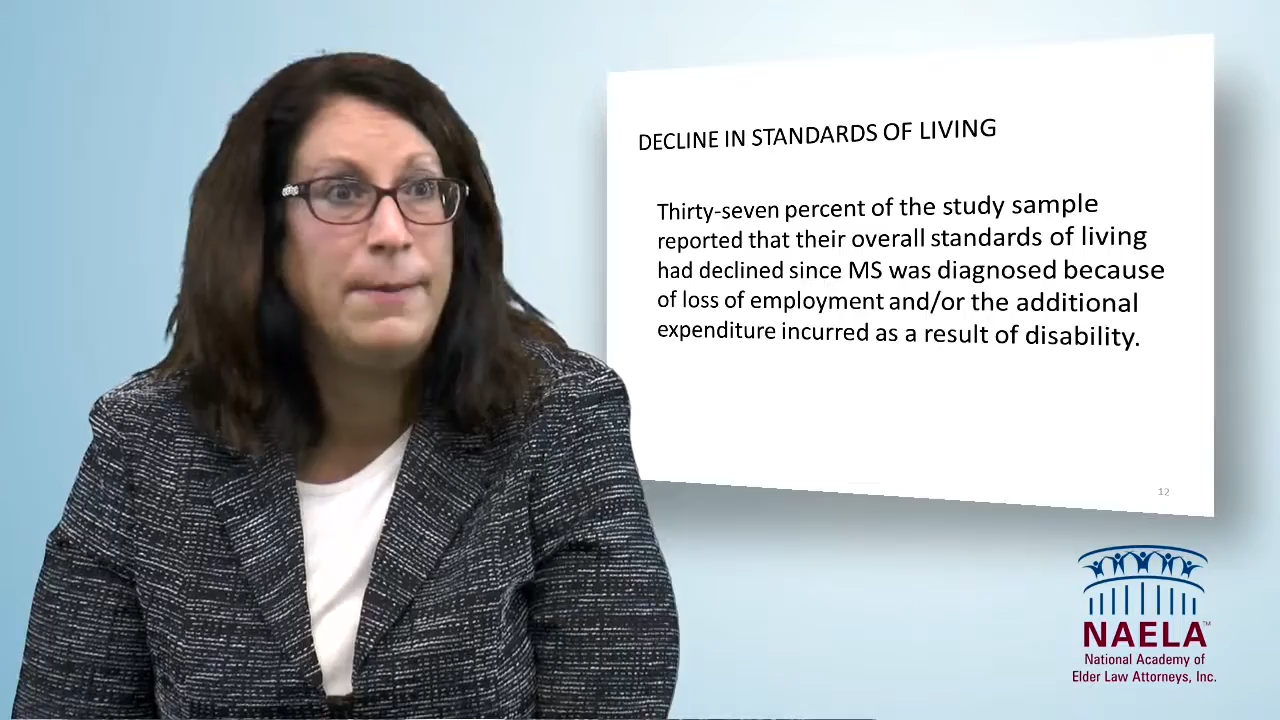 DECLINE IN STANDARDS OF LIVING
Thirty-seven percent of the study sample
reported that their overall standards of living
had declined since MS was diagnosed because
of loss of employment and/or the additional
expenditure incurred as a result of disability.
12
NAELA™
National Academy of
Elder Law Attorneys, Inc.